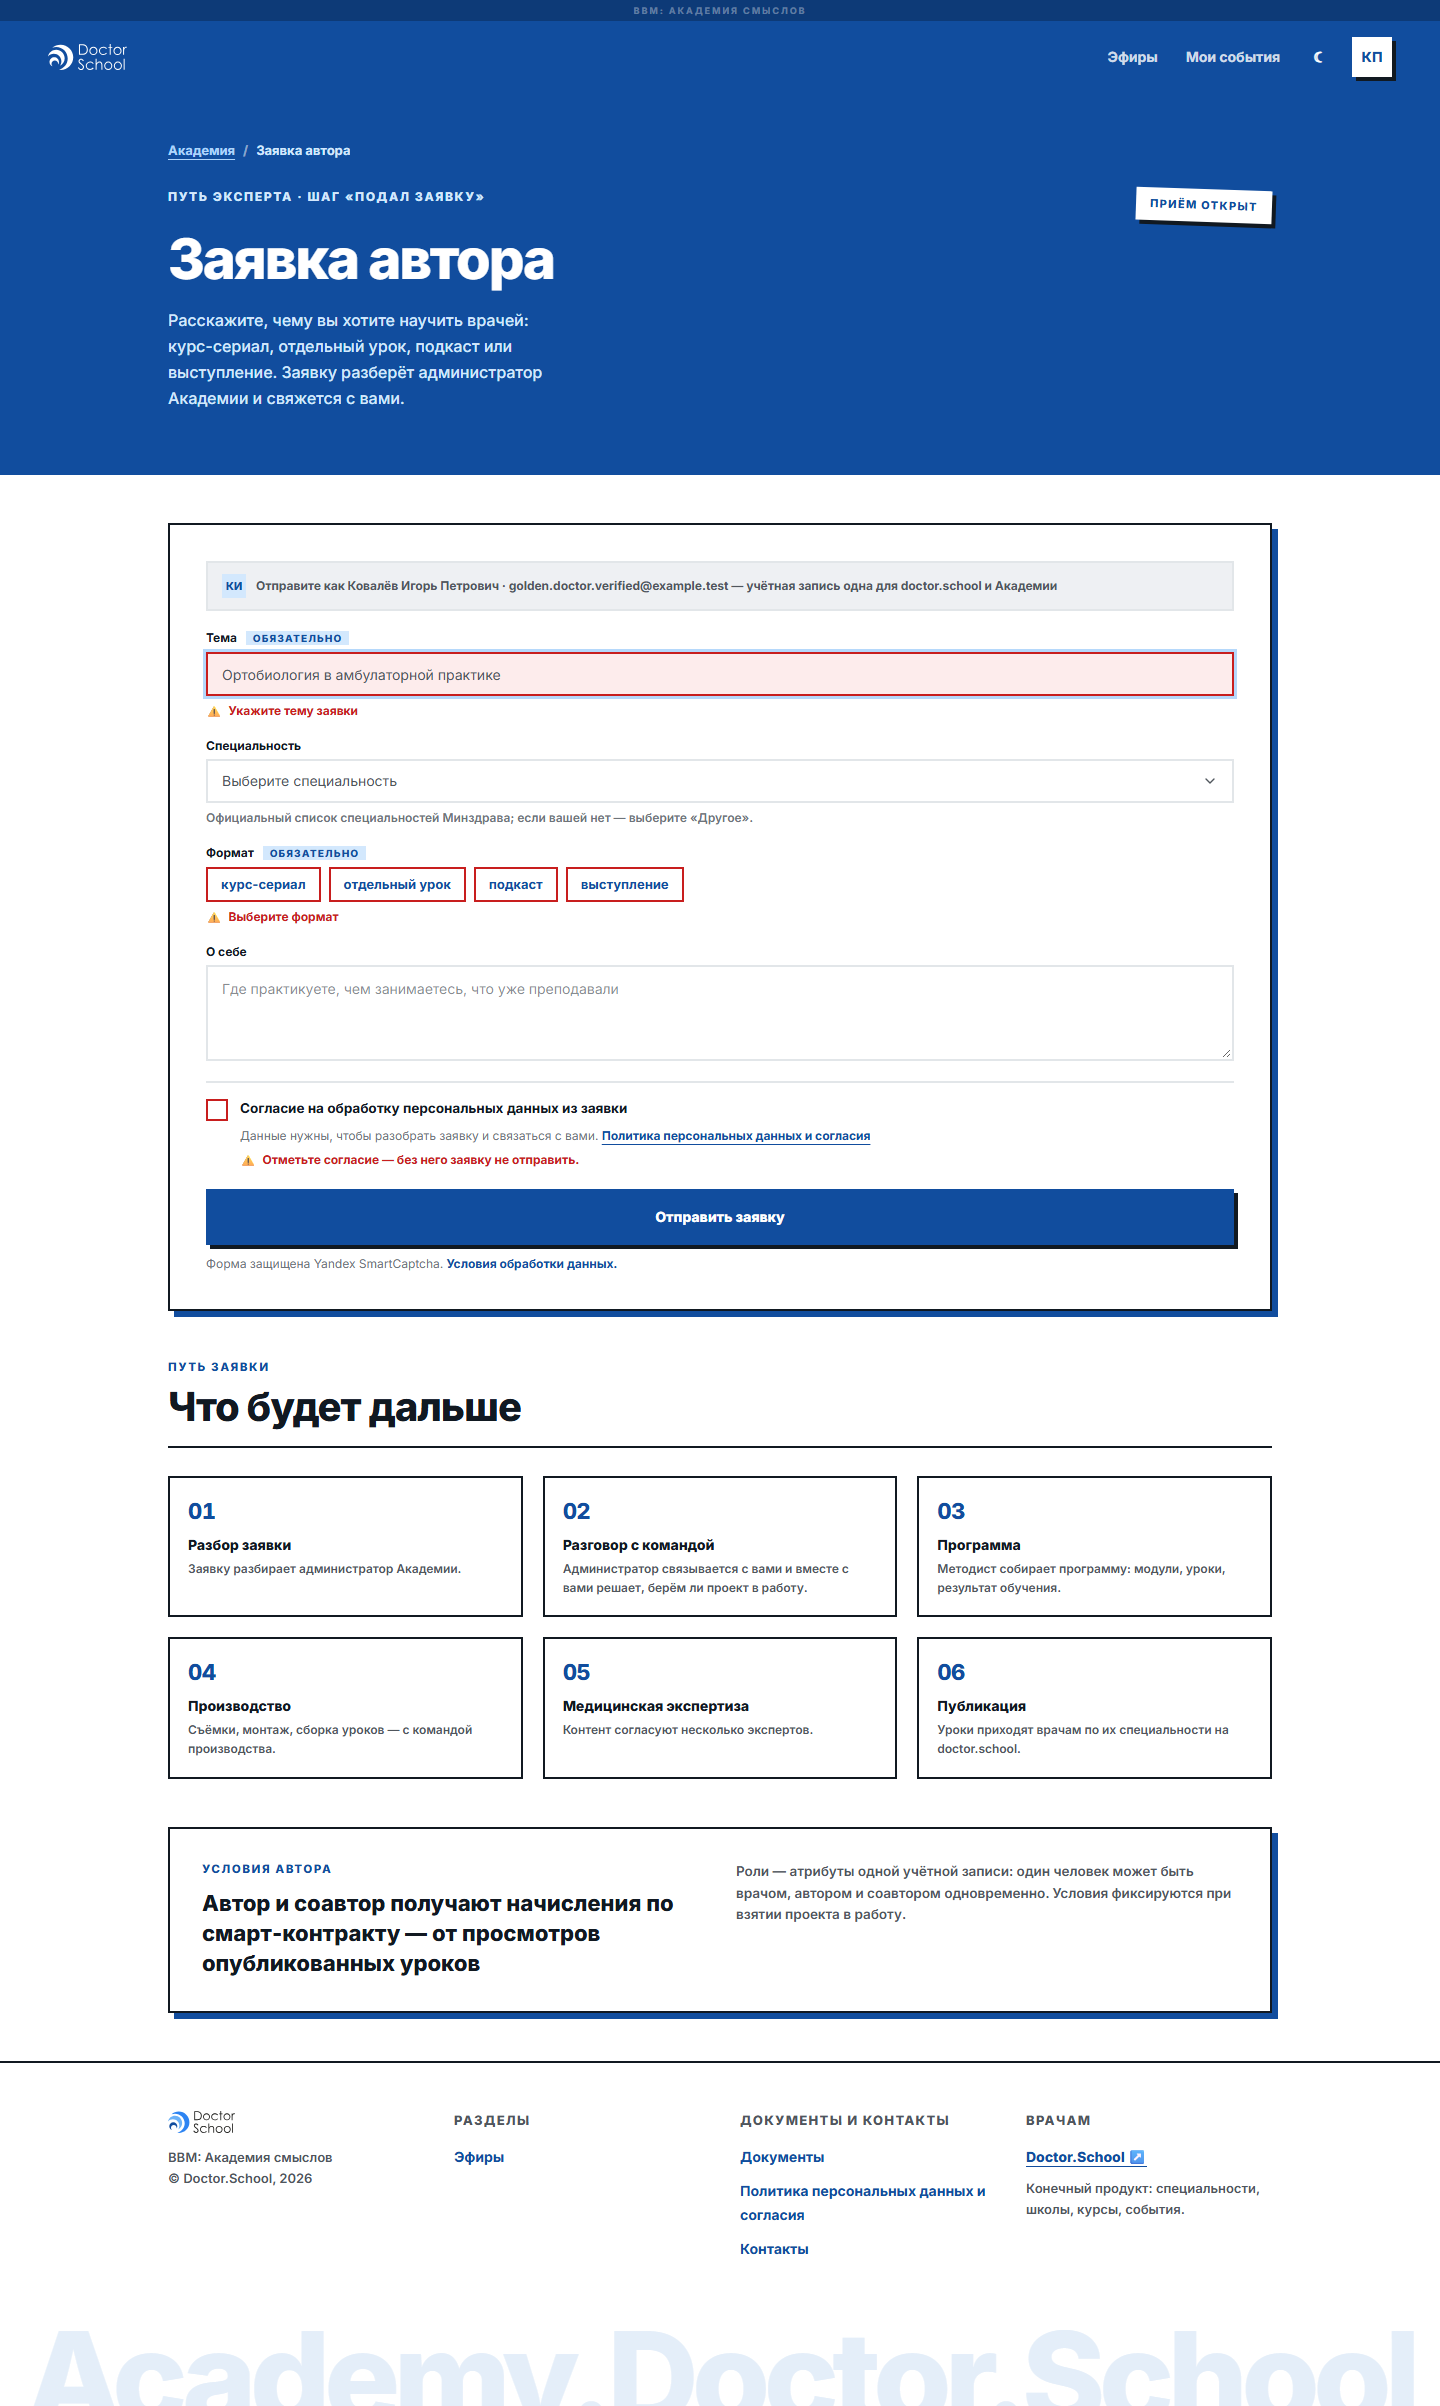 ВВМ: АКАДЕМИЯ СМЫСЛОВ
Doctor
School
Эфиры
Мои события
КП
Академия / Заявка автора
ПУТЬ ЭКСПЕРТА · ШАГ «ПОДАЛ ЗАЯВКУ»
ПРИЁМ ОТКРЫТ
Заявка автора
Расскажите, чему вы хотите научить врачей:
курс-сериал, отдельный урок, подкаст или
выступление. Заявку разберёт администратор
Академии и свяжется с вами.
КИ Отправите как Ковалёв Игорь Петрович · golden.doctor.verified@example.test — учётная запись одна для doctor.school и Академии
Тема ОБЯЗАТЕЛЬНО
Ортобиология в амбулаторной практике
Укажите тему заявки
Специальность
Выберите специальность
Официальный список специальностей Минздрава; если вашей нет — выберите «Другое».
Формат ОБЯЗАТЕЛЬНО
курс-сериал
отдельный урок
подкаст
выступление
Выберите формат
О себе
Где практикуете, чем занимаетесь, что уже преподавали
Согласие на обработку персональных данных из заявки
Данные нужны, чтобы разобрать заявку и связаться с вами. Политика персональных данных и согласия
Отметьте согласие — без него заявку не отправить.
Отправить заявку
Форма защищена Yandex SmartCaptcha. Условия обработки данных.
ПУТЬ ЗАЯВКИ
Что будет дальше
01
Разбор заявки
Заявку разбирает администратор Академии.
02
Разговор с командой
Администратор связывается с вами и вместе с
вами решает, берём ли проект в работу.
03
Программа
Методист собирает программу: модули, уроки,
результат обучения.
04
Производство
Съёмки, монтаж, сборка уроков — с командой
производства.
05
Медицинская экспертиза
Контент согласуют несколько экспертов.
06
Публикация
Уроки приходят врачам по их специальности на
doctor.school.
УСЛОВИЯ АВТОРА
Автор и соавтор получают начисления по
смарт-контракту — от просмотров
опубликованных уроков
Роли — атрибуты одной учётной записи: один человек может быть
врачом, автором и соавтором одновременно. Условия фиксируются при
взятии проекта в работу.
Doctor
School
ВВМ: Академия смыслов
© Doctor.School, 2026
РАЗДЕЛЫ
Эфиры
ДОКУМЕНТЫ И КОНТАКТЫ
Документы
Политика персональных данных и
согласия
Контакты
ВРАЧАМ
Doctor.School ↗
Конечный продукт: специальности,
школы, курсы, события.
Academy.Doctor.School